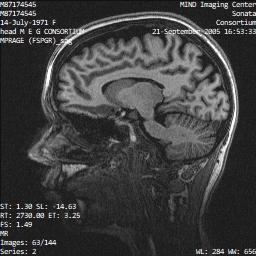 M87174545
M87174545
14-July-1971 F
head M E G CONSORTIUM
MPRAGE (FSPGR)_sag
MIND Imaging Center
Sonata
Consortium
21-September-2005 16:53:33
ST: 1.30 SL: -14.63
RT: 2730.00 ET: 3.25
FS: 1.49
MR
Images: 63/144
Series: 2
WL: 284 WW: 656